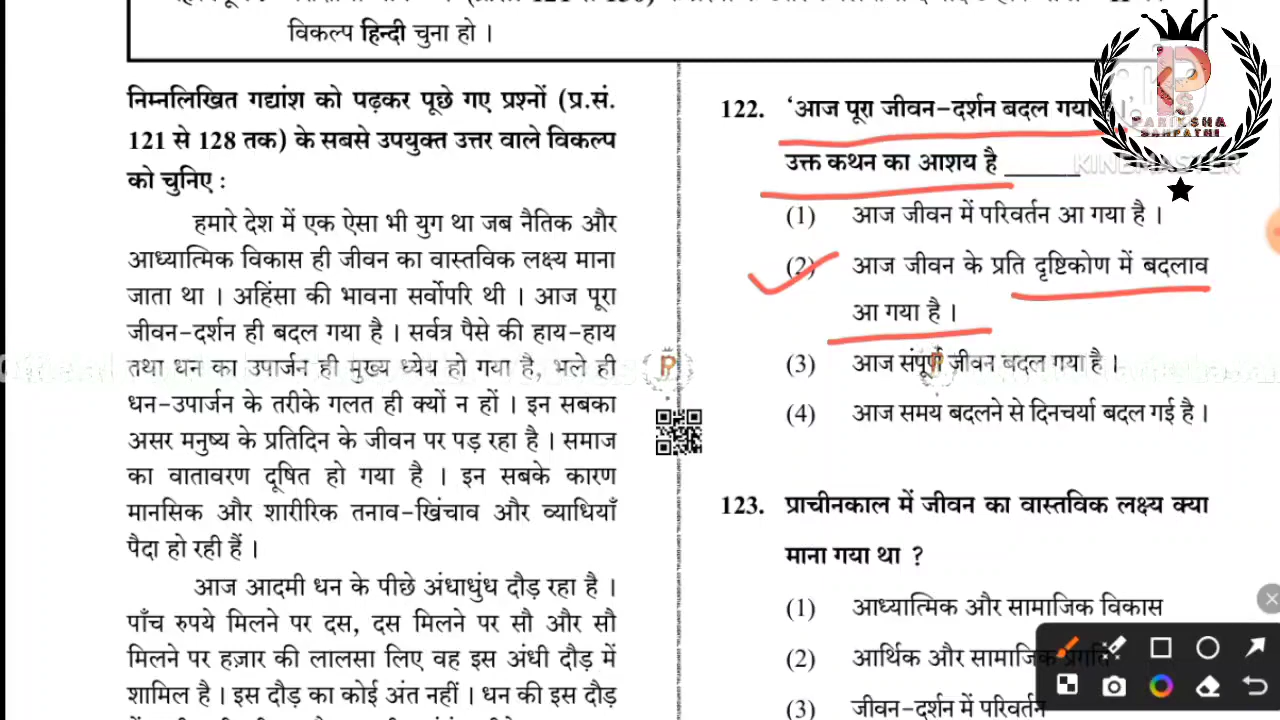 विकल्प हिन्दी चुना हो ।
निम्नलिखित गद्यांश को पढ़कर पूछे गए प्रश्नों (प्र.सं.
121 से 128 तक) के सबसे उपयुक्त उत्तर वाले विकल्प
को चुनिए :
हमारे देश में एक ऐसा भी युग था जब नैतिक और
आध्यात्मिक विकास ही जीवन का वास्तविक लक्ष्य माना
जाता था । अहिंसा की भावना सर्वोपरि थी । आज पूरा
जीवन-दर्शन ही बदल गया है । सर्वत्र पैसे की हाय-हाय
तथा धन का उपार्जन ही मुख्य ध्येय हो गया है, भले ही
धन-उपार्जन के तरीके गलत ही क्यों न हों । इन सबका
असर मनुष्य के प्रतिदिन के जीवन पर पड़ रहा है । समाज
का वातावरण दूषित हो गया है । इन सबके कारण
मानसिक और शारीरिक तनाव-खिंचाव और व्याधियाँ
पैदा हो रही हैं ।
आज आदमी धन के पीछे अंधाधुंध दौड़ रहा है ।
पाँच रुपये मिलने पर दस, दस मिलने पर सौ और सौ
मिलने पर हज़ार की लालसा लिए वह इस अंधी दौड़ में
शामिल है । इस दौड़ का कोई अंत नहीं । धन की इस दौड़
122. 'आज पूरा जीवन-दर्शन बदल गया
उक्त कथन का आशय है ______
(1) आज जीवन में परिवर्तन आ गया है ।
(2) आज जीवन के प्रति दृष्टिकोण में बदलाव
आ गया है ।
(3) आज संपूर्ण जीवन बदल गया है ।
(4) आज समय बदलने से दिनचर्या बदल गई है ।
123. प्राचीनकाल में जीवन का वास्तविक लक्ष्य क्या
माना गया था ?
(1) आध्यात्मिक और सामाजिक विकास
(2) आर्थिक और सामाजिक प्रगति
(3) जीवन-दर्शन में परिवर्तन
PARIKSHA
SANPATHI
KINEMASTER